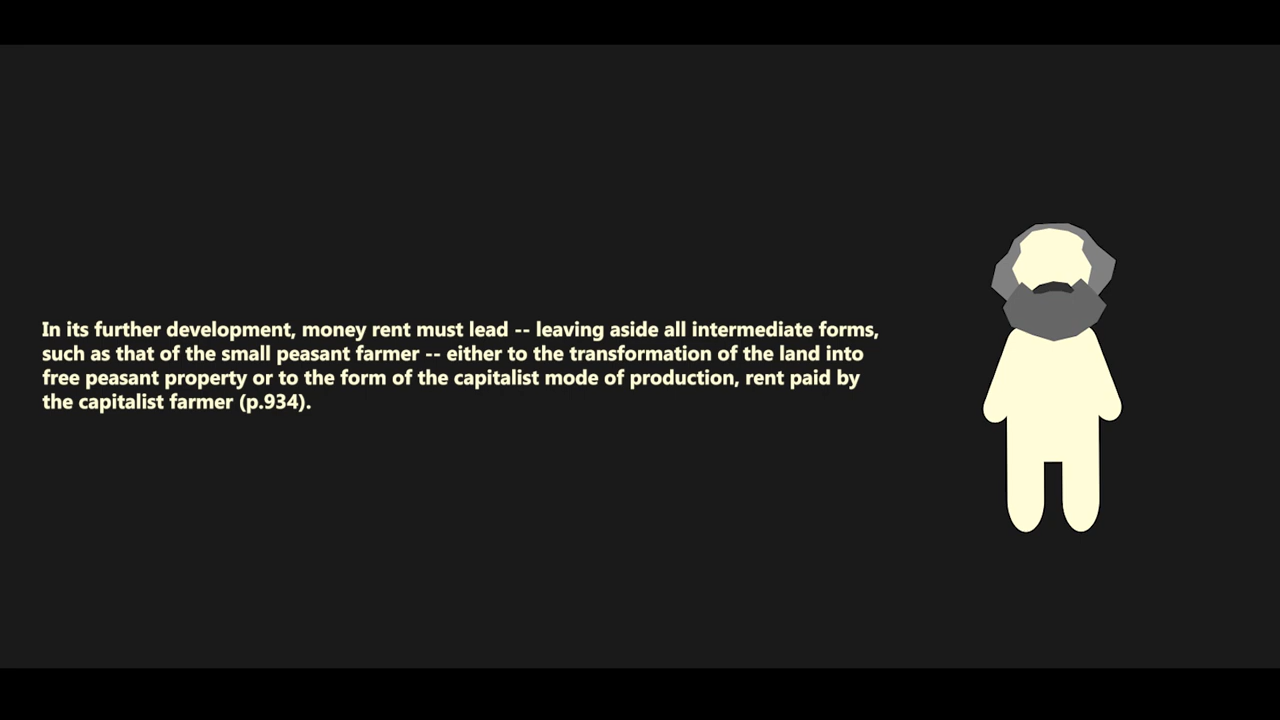 In its further development, money rent must lead -- leaving aside all intermediate forms,
such as that of the small peasant farmer -- either to the transformation of the land into
free peasant property or to the form of the capitalist mode of production, rent paid by
the capitalist farmer (p.934).